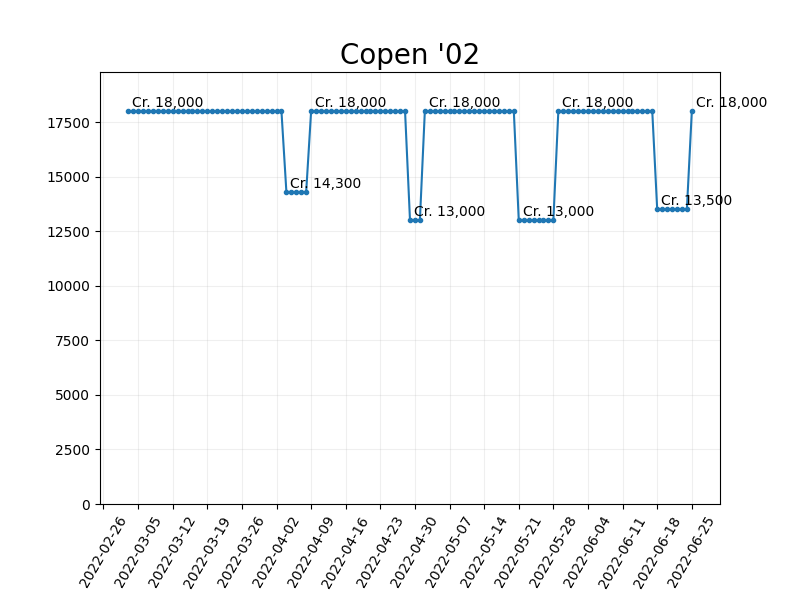 Copen '02
Cr. 18,000
Cr. 18,000
Cr. 18,000
Cr. 18,000
Cr. 18,000
Cr. 14,300
Cr. 13,000
Cr. 13,000
Cr. 13,500
17500
15000
12500
10000
7500
5000
2500
0
2022-02-26
2022-03-05
2022-03-12
2022-03-19
2022-03-26
2022-04-02
2022-04-09
2022-04-16
2022-04-23
2022-04-30
2022-05-07
2022-05-14
2022-05-21
2022-05-28
2022-06-04
2022-06-11
2022-06-18
2022-06-25